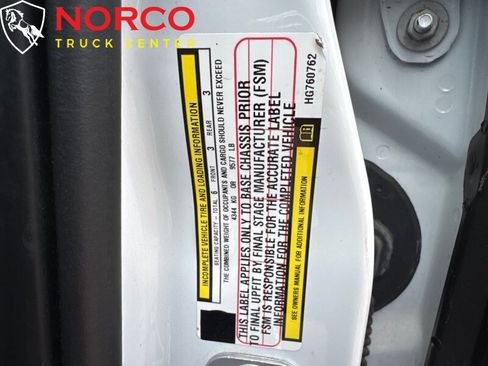 NORCO
TRUCK CENTER
INCOMPLETE VEHICLE TIRE AND LOADING INFORMATION
SEATING CAPACITY – TOTAL 6 FRONT 3 REAR 3
THE COMBINED WEIGHT OF OCCUPANTS AND CARGO SHOULD NEVER EXCEED
4344 KG OR 9577 LB
THIS LABEL APPLIES ONLY TO BASE CHASSIS PRIOR
TO FINAL UPFIT BY FINAL STAGE MANUFACTURER (FSM)
FSM IS RESPONSIBLE FOR THE ACCURATE LABEL
INFORMATION FOR THE COMPLETED VEHICLE
SEE OWNERS MANUAL FOR ADDITIONAL INFORMATION
HG760762